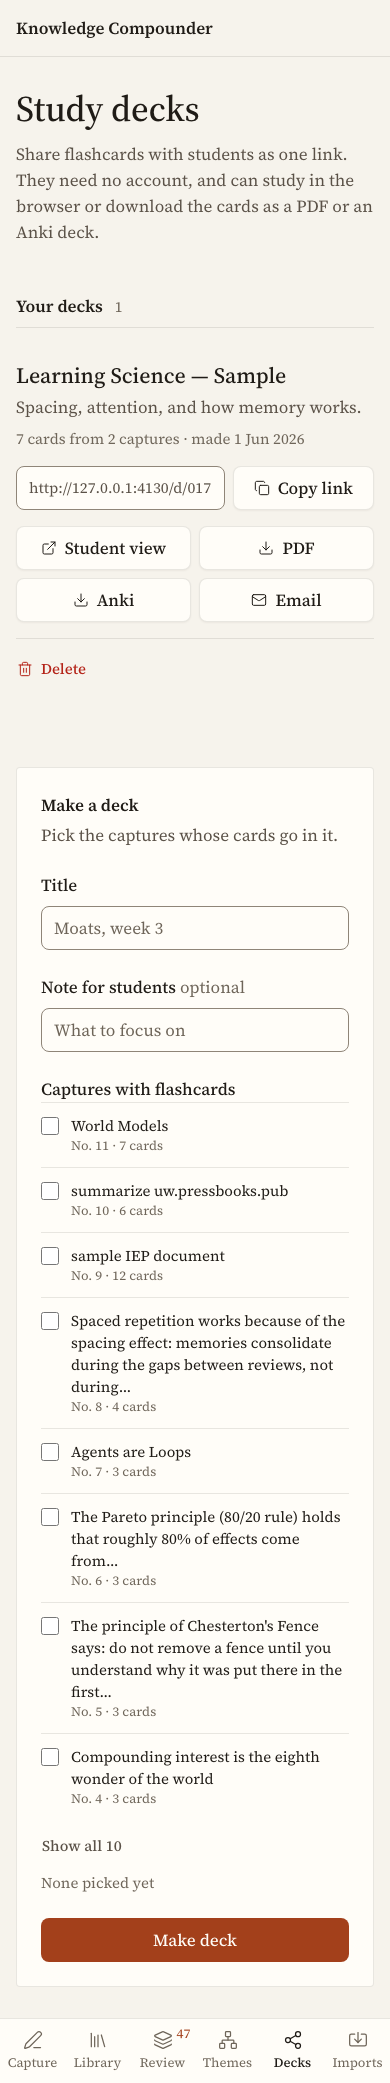 Knowledge Compounder
Study decks
Share flashcards with students as one link.
They need no account, and can study in the
browser or download the cards as a PDF or an
Anki deck.
Your decks 1
Learning Science — Sample
Spacing, attention, and how memory works.
7 cards from 2 captures · made 1 Jun 2026
http://127.0.0.1:4130/d/017
Copy link
Student view
PDF
Anki
Email
Delete
Make a deck
Pick the captures whose cards go in it.
Title
Moats, week 3
Note for students optional
What to focus on
Captures with flashcards
World Models
No. 11 · 7 cards
summarize uw.pressbooks.pub
No. 10 · 6 cards
sample IEP document
No. 9 · 12 cards
Spaced repetition works because of the
spacing effect: memories consolidate
during the gaps between reviews, not
during...
No. 8 · 4 cards
Agents are Loops
No. 7 · 3 cards
The Pareto principle (80/20 rule) holds
that roughly 80% of effects come
from...
No. 6 · 3 cards
The principle of Chesterton's Fence
says: do not remove a fence until you
understand why it was put there in the
first...
No. 5 · 3 cards
Compounding interest is the eighth
wonder of the world
No. 4 · 3 cards
Show all 10
None picked yet
Make deck
47
Capture Library Review Themes Decks Imports